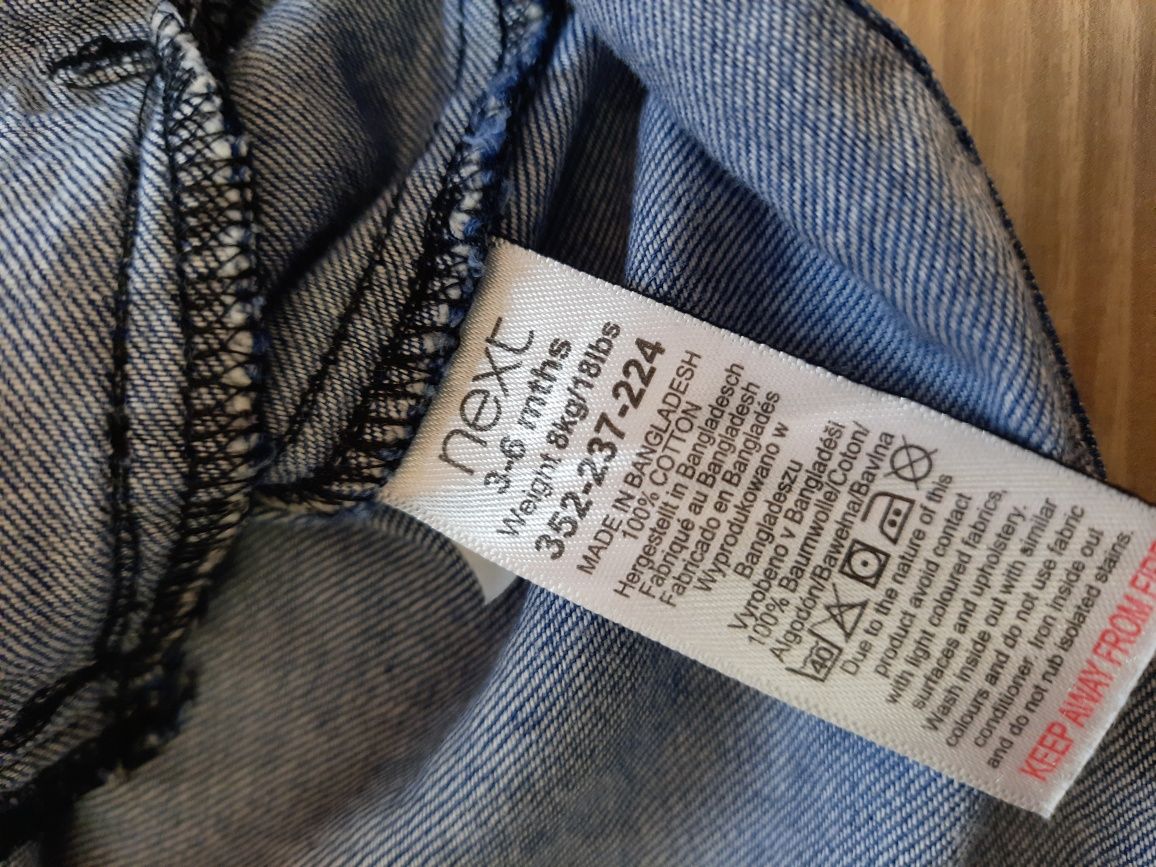 next
3-6 mths
Weight 8kg/18lbs
352-237-224
MADE IN BANGLADESH
100% COTTON
Hergestellt in Bangladesch
Fabriqué au Bangladesh
Fabricado en Bangladés
Wyprodukowano w
Bangladeszu
Vyrobeno v Bangladéši
100% Baumwolle/Coton/
Algodón/Bawełna/Bavlna
40
Due to the nature of this
product avoid contact
with light coloured fabrics,
surfaces and upholstery.
Wash inside out with similar
colours and do not use fabric
conditioner. Iron inside out
and do not rub isolated stains.
KEEP AWAY FROM FIRE